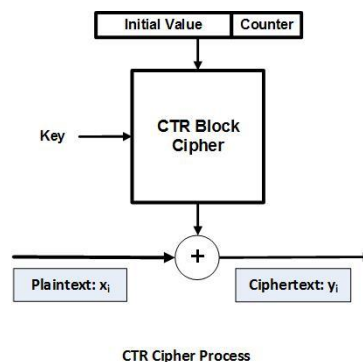 Initial Value Counter
CTR Block
Cipher
Key
+
Plaintext: xi Ciphertext: yi
CTR Cipher Process